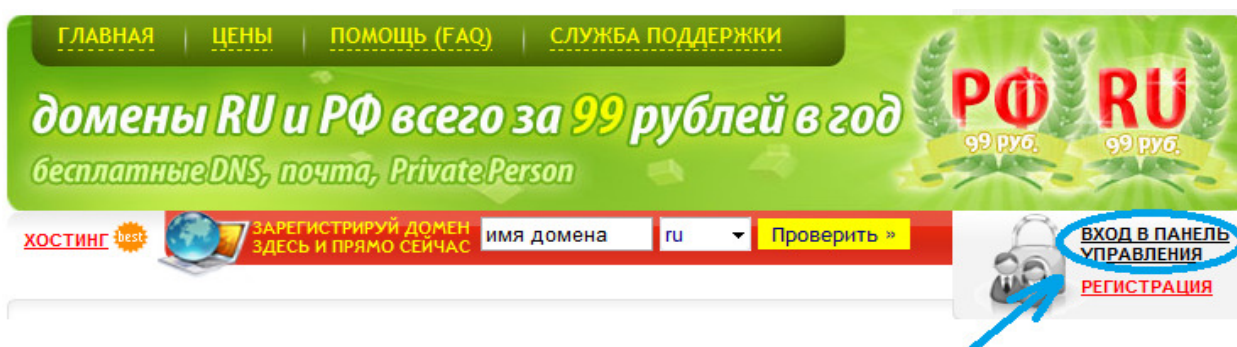 ГЛАВНАЯ ЦЕНЫ ПОМОЩЬ (FAQ) СЛУЖБА ПОДДЕРЖКИ
домены RU и РФ всего за 99 рублей в год
бесплатные DNS, почта, Private Person
РФ RU
99 руб. 99 руб.
ХОСТИНГ best
ЗАРЕГИСТРИРУЙ ДОМЕН
ЗДЕСЬ И ПРЯМО СЕЙЧАС
имя домена ru Проверить »
ВХОД В ПАНЕЛЬ
УПРАВЛЕНИЯ
РЕГИСТРАЦИЯ